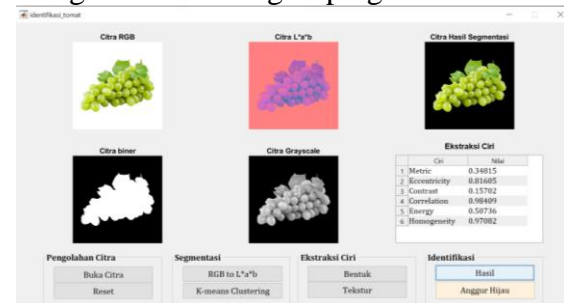 identifikasi_tomat
Citra RGB
Citra L*a*b
Citra Hasil Segmentasi
Citra biner
Citra Grayscale
Ekstraksi Ciri
Ciri Nilai
1 Metric 0.34815
2 Eccentricity 0.81605
3 Contrast 0.15702
4 Correlation 0.98409
5 Energy 0.50736
6 Homogeneity 0.97082
Pengolahan Citra
Buka Citra
Reset
Segmentasi
RGB to L*a*b
K-means Clustering
Ekstraksi Ciri
Bentuk
Tekstur
Identifikasi
Hasil
Anggur Hijau